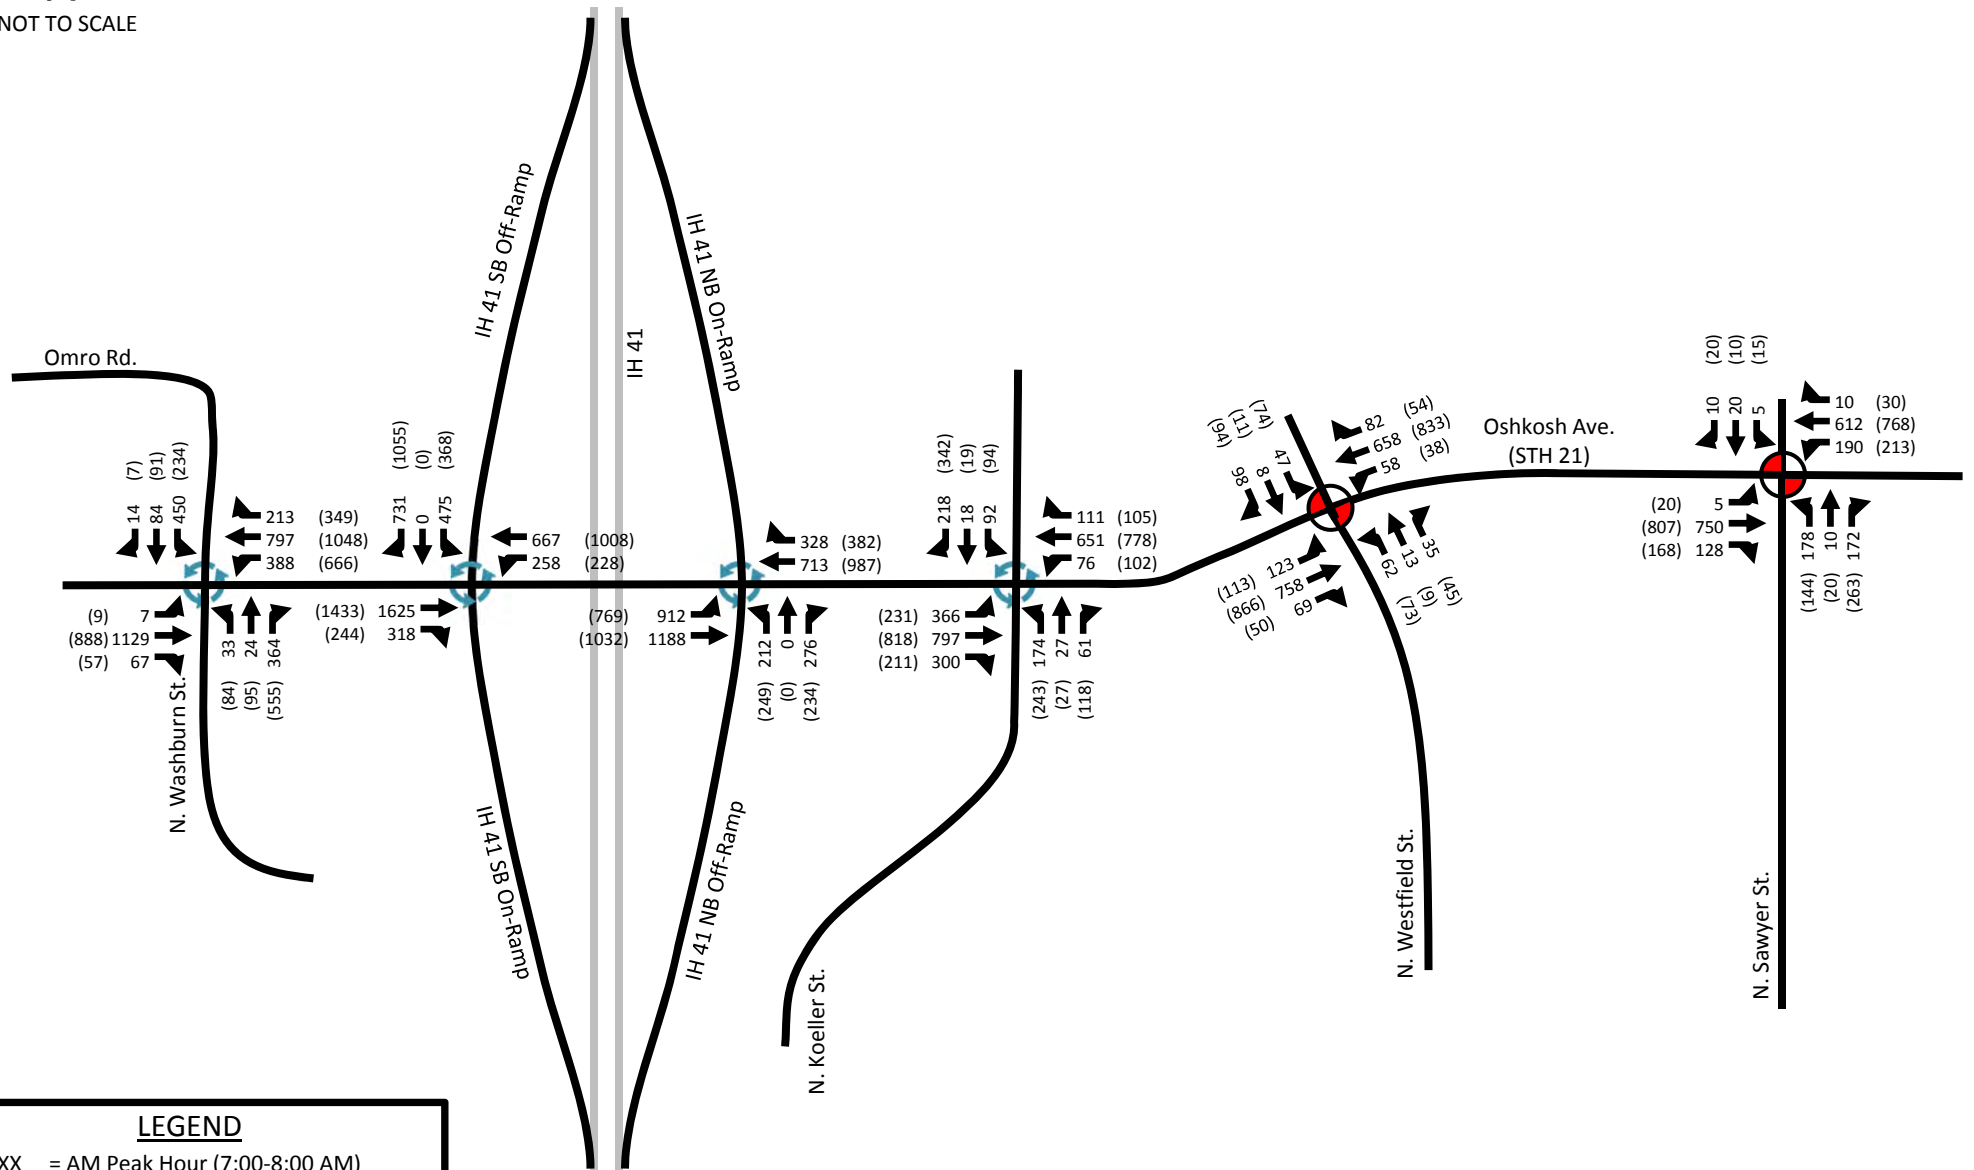 NOT TO SCALE
IH 41 SB Off-Ramp
IH 41 NB On-Ramp
IH 41
Omro Rd.
Oshkosh Ave.
(STH 21)
(7) (91) (234)
14 84 450
213 (349)
797 (1048)
388 (666)
(9) 7
(888) 1129
(57) 67
33 24 364
(84) (95) (555)
N. Washburn St.
(1055) (0) (368)
731 0 475
667 (1008)
258 (228)
(1433) 1625
(244) 318
IH 41 SB On-Ramp
328 (382)
713 (987)
(769) 912
(1032) 1188
212 0 276
(249) (0) (234)
IH 41 NB Off-Ramp
(342) (19) (94)
218 18 92
111 (105)
651 (778)
76 (102)
(231) 366
(818) 797
(211) 300
174 27 61
(243) (27) (118)
N. Koeller St.
(94) (11) (74)
98 8 47
82 (54)
658 (833)
58 (38)
(113) 123
(866) 758
(50) 69
62 13 35
(73) (9) (45)
N. Westfield St.
(20) (10) (15)
10 20 5
10 (30)
612 (768)
190 (213)
(20) 5
(807) 750
(168) 128
178 10 172
(144) (20) (263)
N. Sawyer St.
LEGEND
XX = AM Peak Hour (7:00-8:00 AM)